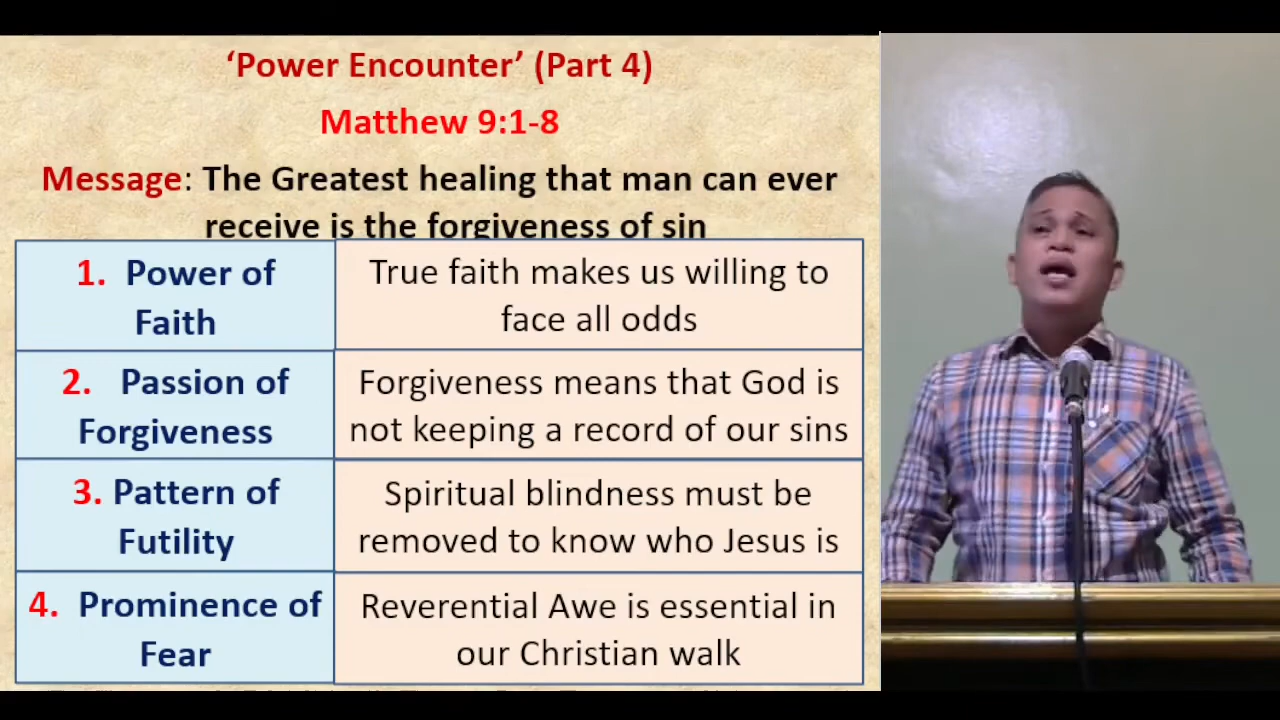 ‘Power Encounter’ (Part 4)
Matthew 9:1-8
Message: The Greatest healing that man can ever
receive is the forgiveness of sin
1. Power of
Faith
True faith makes us willing to
face all odds
2. Passion of
Forgiveness
Forgiveness means that God is
not keeping a record of our sins
3. Pattern of
Futility
Spiritual blindness must be
removed to know who Jesus is
4. Prominence of
Fear
Reverential Awe is essential in
our Christian walk